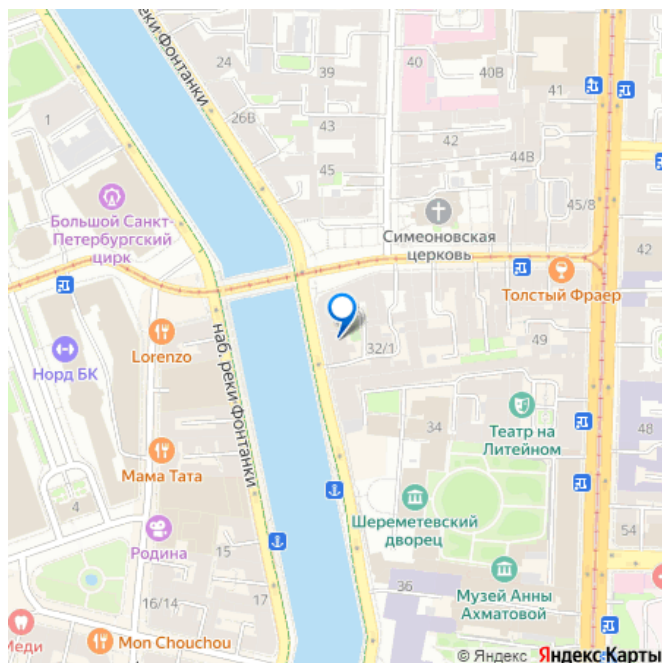 наб. реки Фонтанки
24
39
40
40В
41
26В
43
42
44В
45
45/8
42
1
Большой Санкт-
Петербургский
цирк
Симеоновская
церковь
Толстый Фраер
Lorenzo
Норд БК
наб. реки Фонтанки
32/1
49
48
34
Театр на
Литейном
Мама Тата
4
Шереметевский
дворец
Родина
15
54
36
Музей Анны
Ахматовой
16/14
17
Меди
Mon Chouchou
© Яндекс Яндекс Карты